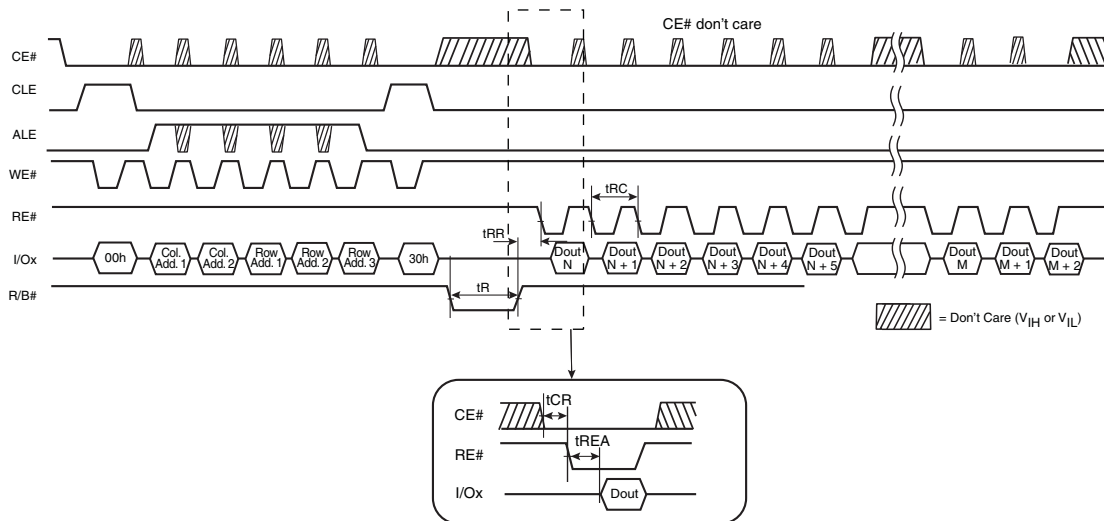 CE# don't care
CE#
CLE
ALE
WE#
tRC
RE#
tRR
I/Ox
00h
Col. Add. 1
Col. Add. 2
Row Add. 1
Row Add. 2
Row Add. 3
30h
Dout N
Dout N + 1
Dout N + 2
Dout N + 3
Dout N + 4
Dout N + 5
Dout M
Dout M + 1
Dout M + 2
R/B#
tR
= Don't Care (VIH or VIL)
tCR
CE#
tREA
RE#
I/Ox
Dout